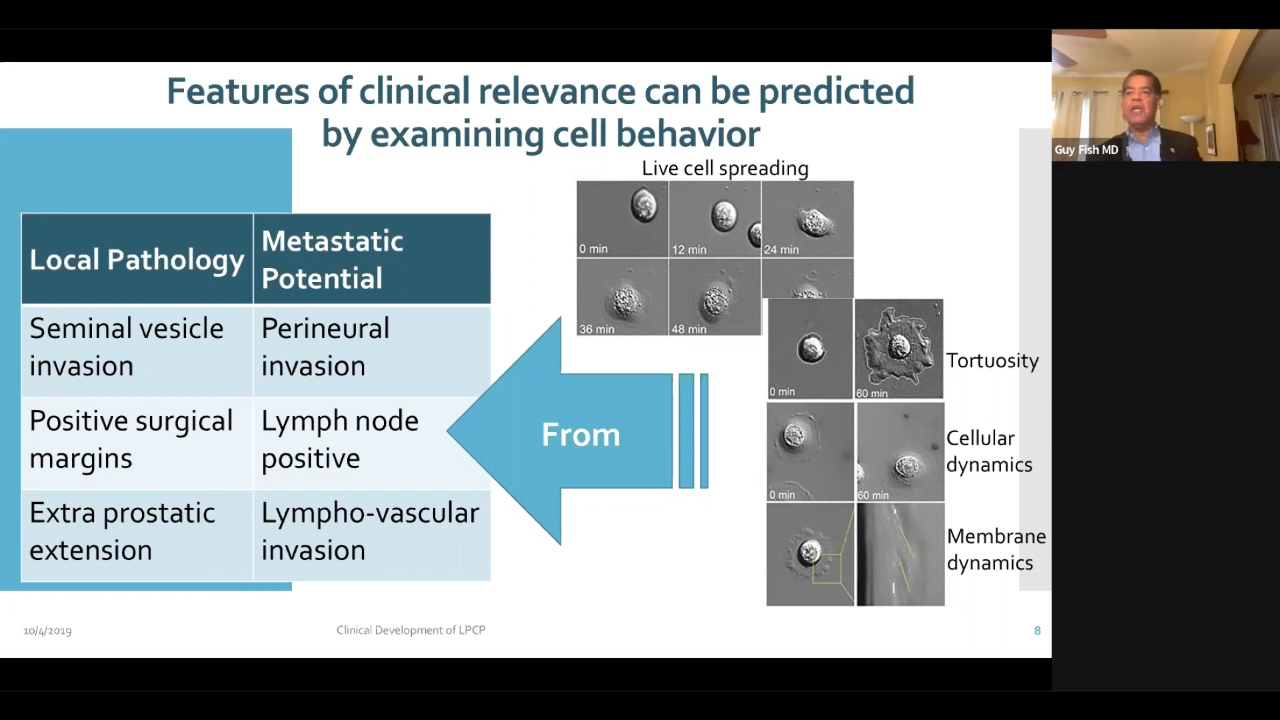 Features of clinical relevance can be predicted
by examining cell behavior
Guy Fish MD
Live cell spreading
0 min
12 min
24 min
36 min
48 min
Local Pathology
Metastatic
Potential
Seminal vesicle
invasion
Perineural
invasion
Positive surgical
margins
Lymph node
positive
Extra prostatic
extension
Lympho-vascular
invasion
From
0 min
60 min
Tortuosity
0 min
60 min
Cellular
dynamics
Membrane
dynamics
10/4/2019
Clinical Development of LPCP
8